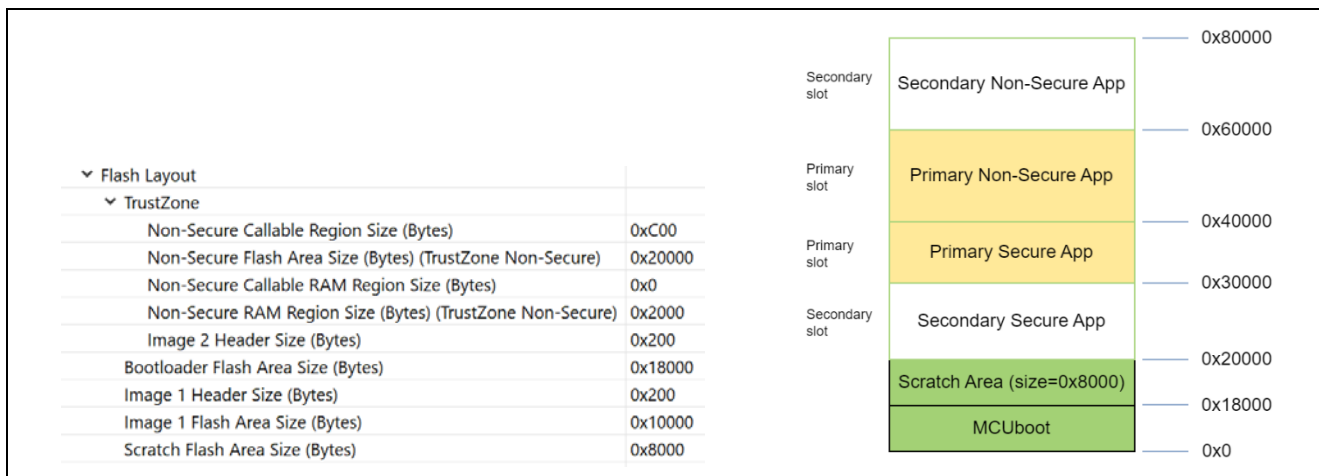 Flash Layout
TrustZone
Non-Secure Callable Region Size (Bytes) 0xC00
Non-Secure Flash Area Size (Bytes) (TrustZone Non-Secure) 0x20000
Non-Secure Callable RAM Region Size (Bytes) 0x0
Non-Secure RAM Region Size (Bytes) (TrustZone Non-Secure) 0x2000
Image 2 Header Size (Bytes) 0x200
Bootloader Flash Area Size (Bytes) 0x18000
Image 1 Header Size (Bytes) 0x200
Image 1 Flash Area Size (Bytes) 0x10000
Scratch Flash Area Size (Bytes) 0x8000
0x80000
Secondary
slot
Secondary Non-Secure App
0x60000
Primary
slot
Primary Non-Secure App
0x40000
Primary
slot
Primary Secure App
0x30000
Secondary
slot
Secondary Secure App
0x20000
Scratch Area (size=0x8000)
0x18000
MCUboot
0x0